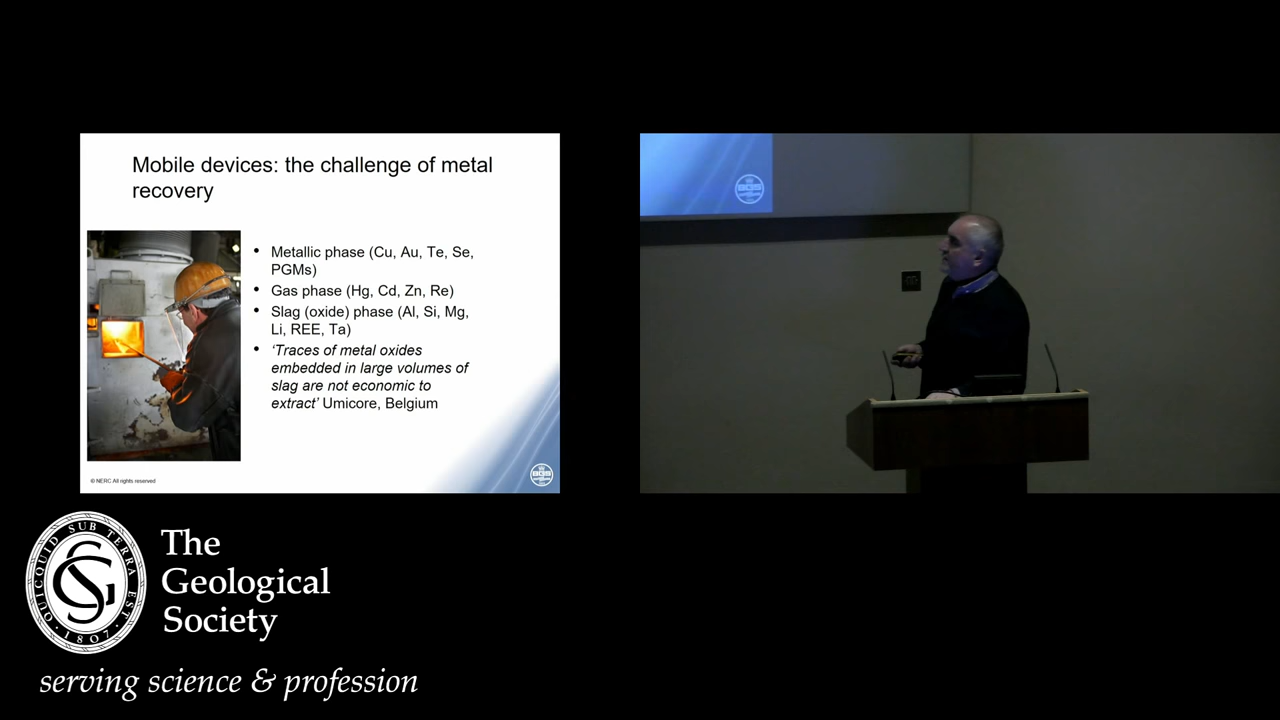 Mobile devices: the challenge of metal
recovery
• Metallic phase (Cu, Au, Te, Se,
PGMs)
• Gas phase (Hg, Cd, Zn, Re)
• Slag (oxide) phase (Al, Si, Mg,
Li, REE, Ta)
• ‘Traces of metal oxides
embedded in large volumes of
slag are not economic to
extract’ Umicore, Belgium
© NERC All rights reserved
BGS
BGS
QUICQUID SUB TERRA EST
1807
The
Geological
Society
serving science & profession